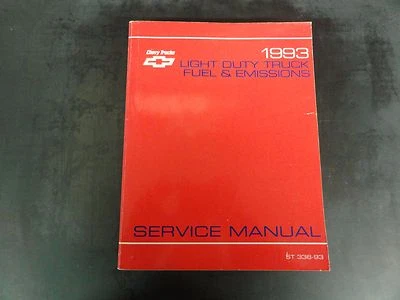 Chevy Trucks
1993
LIGHT DUTY TRUCK
FUEL & EMISSIONS
SERVICE MANUAL
ST 336-93